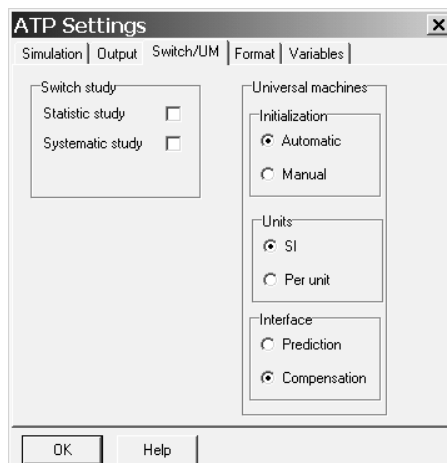 ATP Settings
Simulation Output Switch/UM Format Variables
Switch study
Statistic study
Systematic study
Universal machines
Initialization
Automatic
Manual
Units
SI
Per unit
Interface
Prediction
Compensation
OK Help